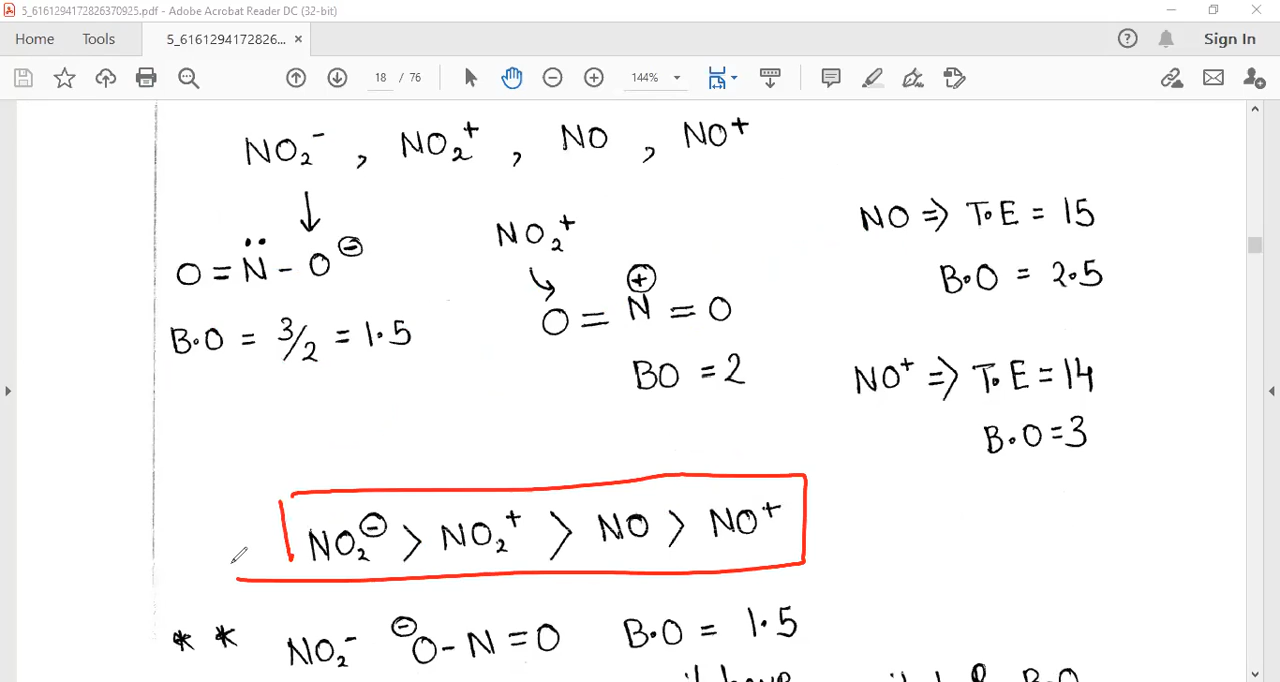 5_6161294172826370925.pdf - Adobe Acrobat Reader DC (32-bit)
Home Tools 5_6161294172826... × Sign In
18 / 76 144%
NO₂⁻ , NO₂⁺ , NO , NO⁺
O=N̈-O⊖
B.O = 3/2 = 1.5
NO₂⁺
⊕
O=N=O
BO = 2
NO ⇒ T.E = 15
B.O = 2.5
NO⁺ ⇒ T.E = 14
B.O = 3
NO₂⊖ > NO₂⁺ > NO > NO⁺
** NO₂⁻ ⊖O-N=O B.O = 1.5